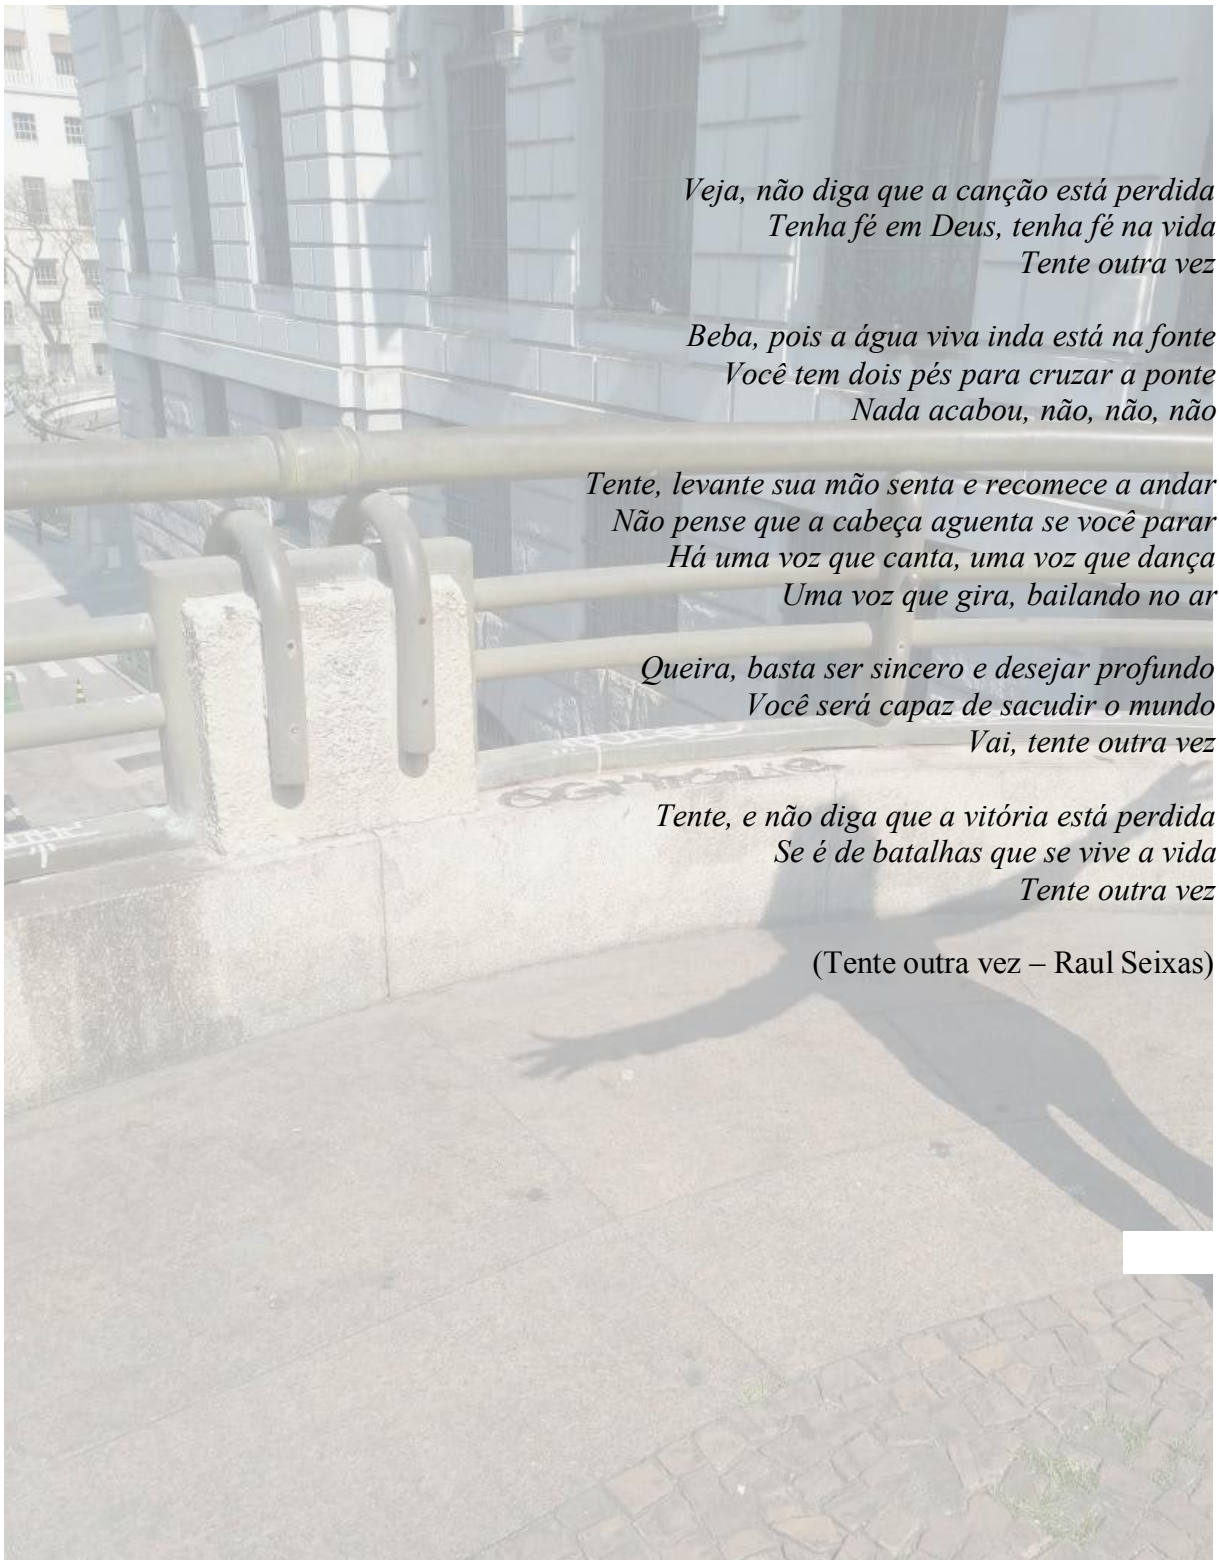 Veja, não diga que a canção está perdida
Tenha fé em Deus, tenha fé na vida
Tente outra vez
Beba, pois a água viva inda está na fonte
Você tem dois pés para cruzar a ponte
Nada acabou, não, não, não
Tente, levante sua mão senta e recomece a andar
Não pense que a cabeça aguenta se você parar
Há uma voz que canta, uma voz que dança
Uma voz que gira, bailando no ar
Queira, basta ser sincero e desejar profundo
Você será capaz de sacudir o mundo
Vai, tente outra vez
Tente, e não diga que a vitória está perdida
Se é de batalhas que se vive a vida
Tente outra vez
(Tente outra vez – Raul Seixas)